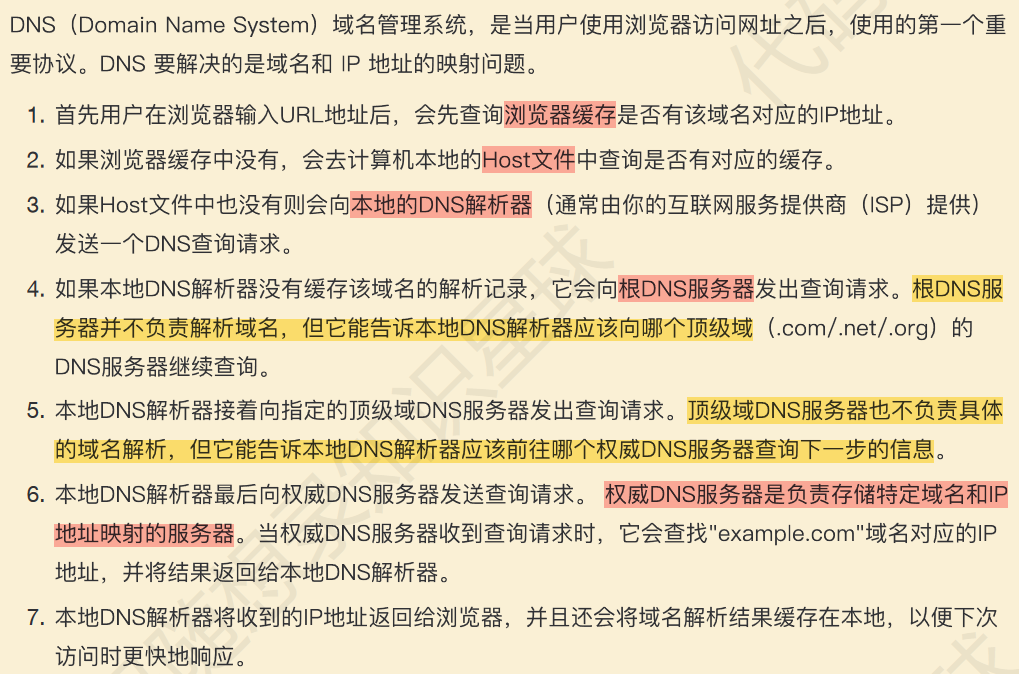 DNS（Domain Name System）域名管理系统，是当用户使用浏览器访问网址之后，使用的第一个重
要协议。DNS 要解决的是域名和 IP 地址的映射问题。
1. 首先用户在浏览器输入URL地址后，会先查询浏览器缓存是否有该域名对应的IP地址。
2. 如果浏览器缓存中没有，会去计算机本地的Host文件中查询是否有对应的缓存。
3. 如果Host文件中也没有则会向本地的DNS解析器（通常由你的互联网服务提供商（ISP）提供）
发送一个DNS查询请求。
4. 如果本地DNS解析器没有缓存该域名的解析记录，它会向根DNS服务器发出查询请求。根DNS服
务器并不负责解析域名，但它能告诉本地DNS解析器应该向哪个顶级域（.com/.net/.org）的
DNS服务器继续查询。
5. 本地DNS解析器接着向指定的顶级域DNS服务器发出查询请求。顶级域DNS服务器也不负责具体
的域名解析，但它能告诉本地DNS解析器应该前往哪个权威DNS服务器查询下一步的信息。
6. 本地DNS解析器最后向权威DNS服务器发送查询请求。 权威DNS服务器是负责存储特定域名和IP
地址映射的服务器。当权威DNS服务器收到查询请求时，它会查找"example.com"域名对应的IP
地址，并将结果返回给本地DNS解析器。
7. 本地DNS解析器将收到的IP地址返回给浏览器，并且还会将域名解析结果缓存在本地，以便下次
访问时更快地响应。
代码
随想录知识星球
球